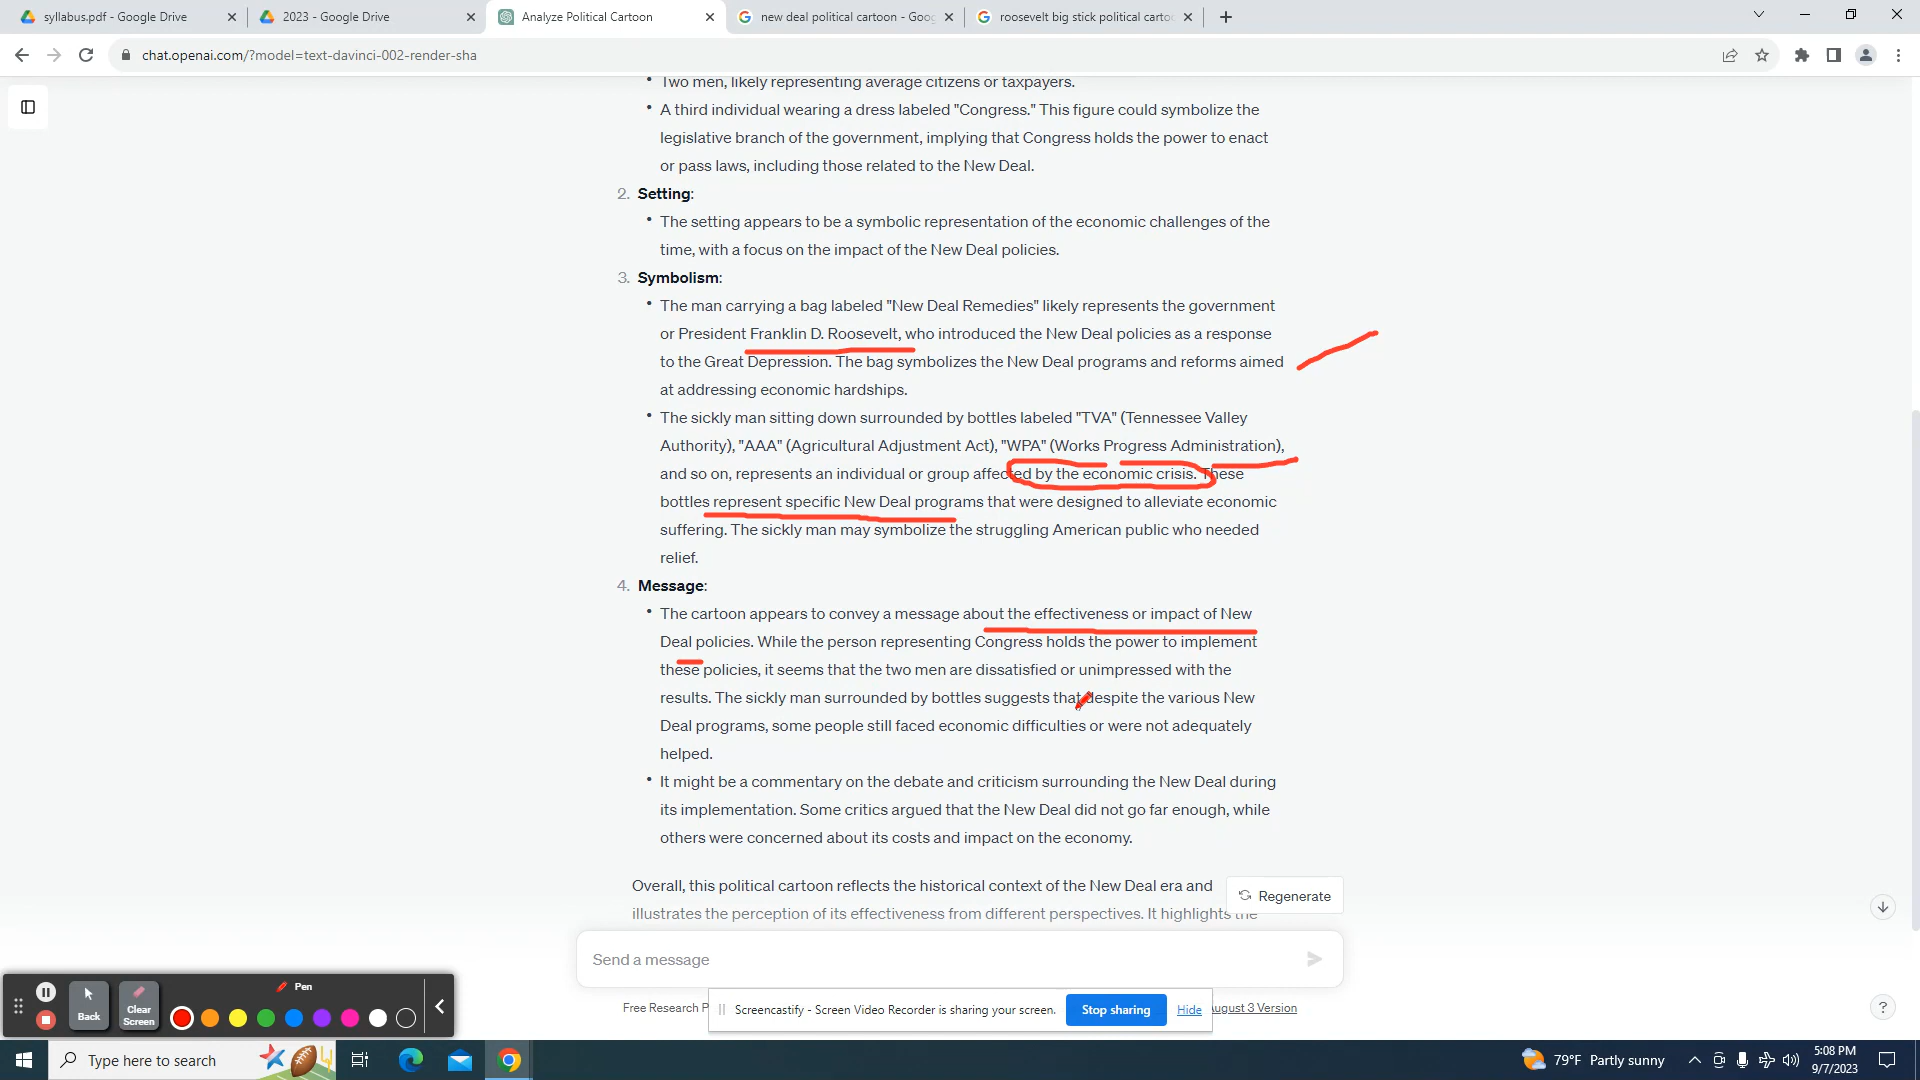 syllabus.pdf - Google Drive
2023 - Google Drive
Analyze Political Cartoon
new deal political cartoon - Goog
roosevelt big stick political carto
chat.openai.com/?model=text-davinci-002-render-sha
Two men, likely representing average citizens or taxpayers.
A third individual wearing a dress labeled "Congress." This figure could symbolize the
legislative branch of the government, implying that Congress holds the power to enact
or pass laws, including those related to the New Deal.
2. Setting:
The setting appears to be a symbolic representation of the economic challenges of the
time, with a focus on the impact of the New Deal policies.
3. Symbolism:
The man carrying a bag labeled "New Deal Remedies" likely represents the government
or President Franklin D. Roosevelt, who introduced the New Deal policies as a response
to the Great Depression. The bag symbolizes the New Deal programs and reforms aimed
at addressing economic hardships.
The sickly man sitting down surrounded by bottles labeled "TVA" (Tennessee Valley
Authority), "AAA" (Agricultural Adjustment Act), "WPA" (Works Progress Administration),
and so on, represents an individual or group affected by the economic crisis. These
bottles represent specific New Deal programs that were designed to alleviate economic
suffering. The sickly man may symbolize the struggling American public who needed
relief.
4. Message:
The cartoon appears to convey a message about the effectiveness or impact of New
Deal policies. While the person representing Congress holds the power to implement
these policies, it seems that the two men are dissatisfied or unimpressed with the
results. The sickly man surrounded by bottles suggests that despite the various New
Deal programs, some people still faced economic difficulties or were not adequately
helped.
It might be a commentary on the debate and criticism surrounding the New Deal during
its implementation. Some critics argued that the New Deal did not go far enough, while
others were concerned about its costs and impact on the economy.
Overall, this political cartoon reflects the historical context of the New Deal era and
illustrates the perception of its effectiveness from different perspectives. It highlights the
Regenerate
Send a message
Free Research P
August 3 Version
?
Screencastify - Screen Video Recorder is sharing your screen.
Stop sharing
Hide
Back
Clear
Screen
Pen
Type here to search
79°F Partly sunny
5:08 PM
9/7/2023